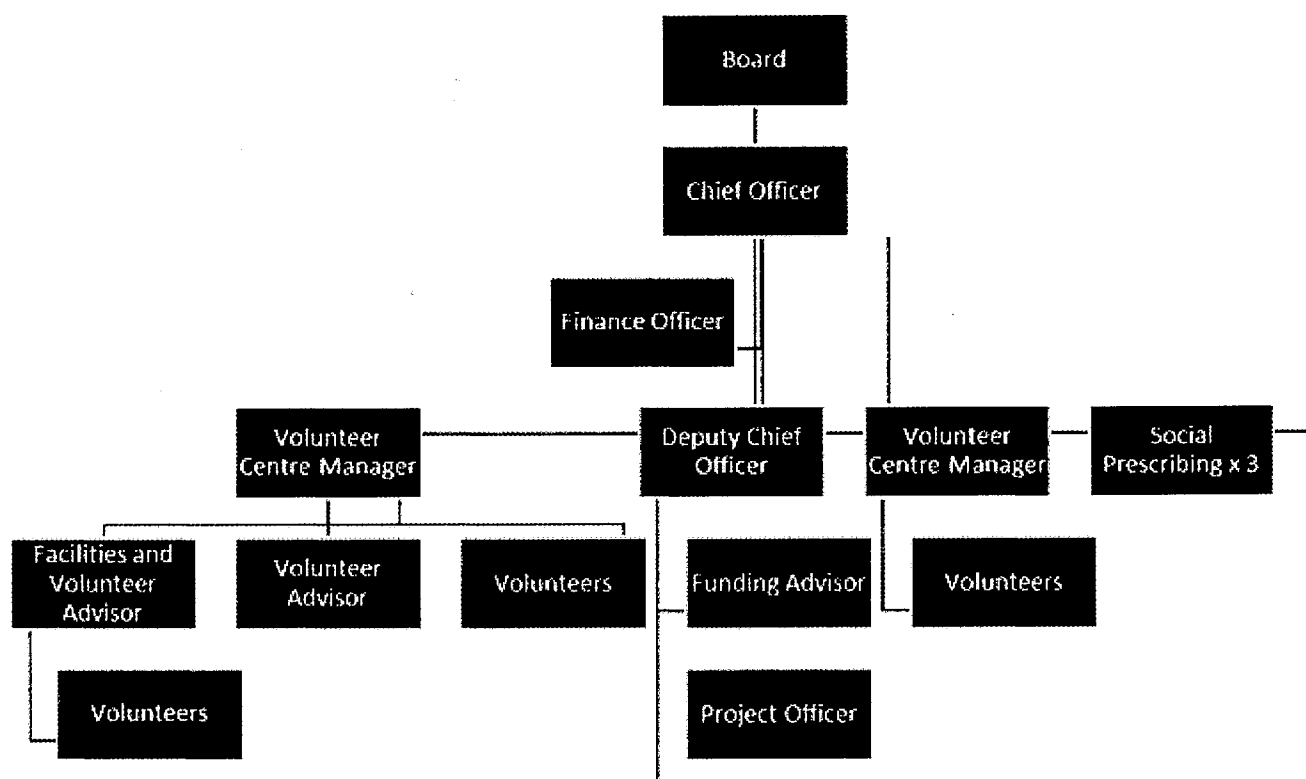 Board
Chief Officer
Finance Officer
Volunteer
Centre Manager
Deputy Chief
Officer
Volunteer
Centre Manager
Social
Prescribing x 3
Facilities and
Volunteer
Advisor
Volunteer
Advisor
Volunteers
Funding Advisor
Volunteers
Volunteers
Project Officer